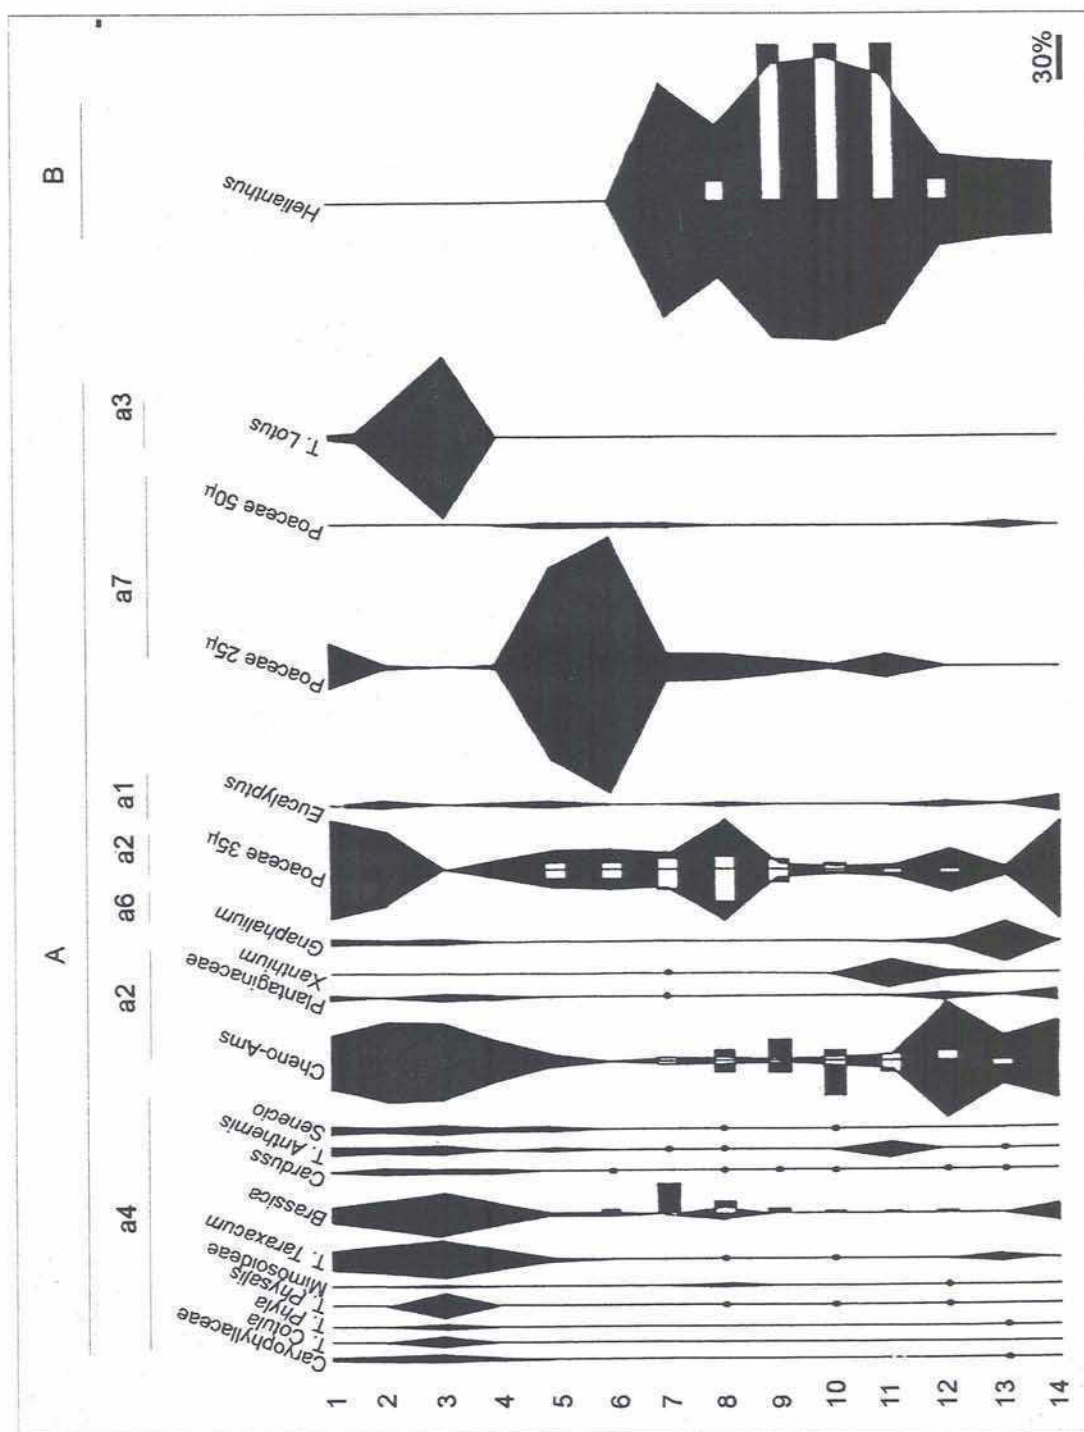 A
B
a4
a2
a6
a2
a1
a7
a3
Caryophyllaceae
T. Cotula
T. Phyla
T. Physalis
Mimosoideae
T. Taraxacum
Brassica
Carduss
T. Anthemis
Senecio
Cheno-Ams
Plantaginaceae
Xanthium
Gnaphalium
Poaceae 35µ
Eucalyptus
Poaceae 25µ
Poaceae 50µ
T. Lotus
Helianthus
1
2
3
4
5
6
7
8
9
10
11
12
13
14
30%